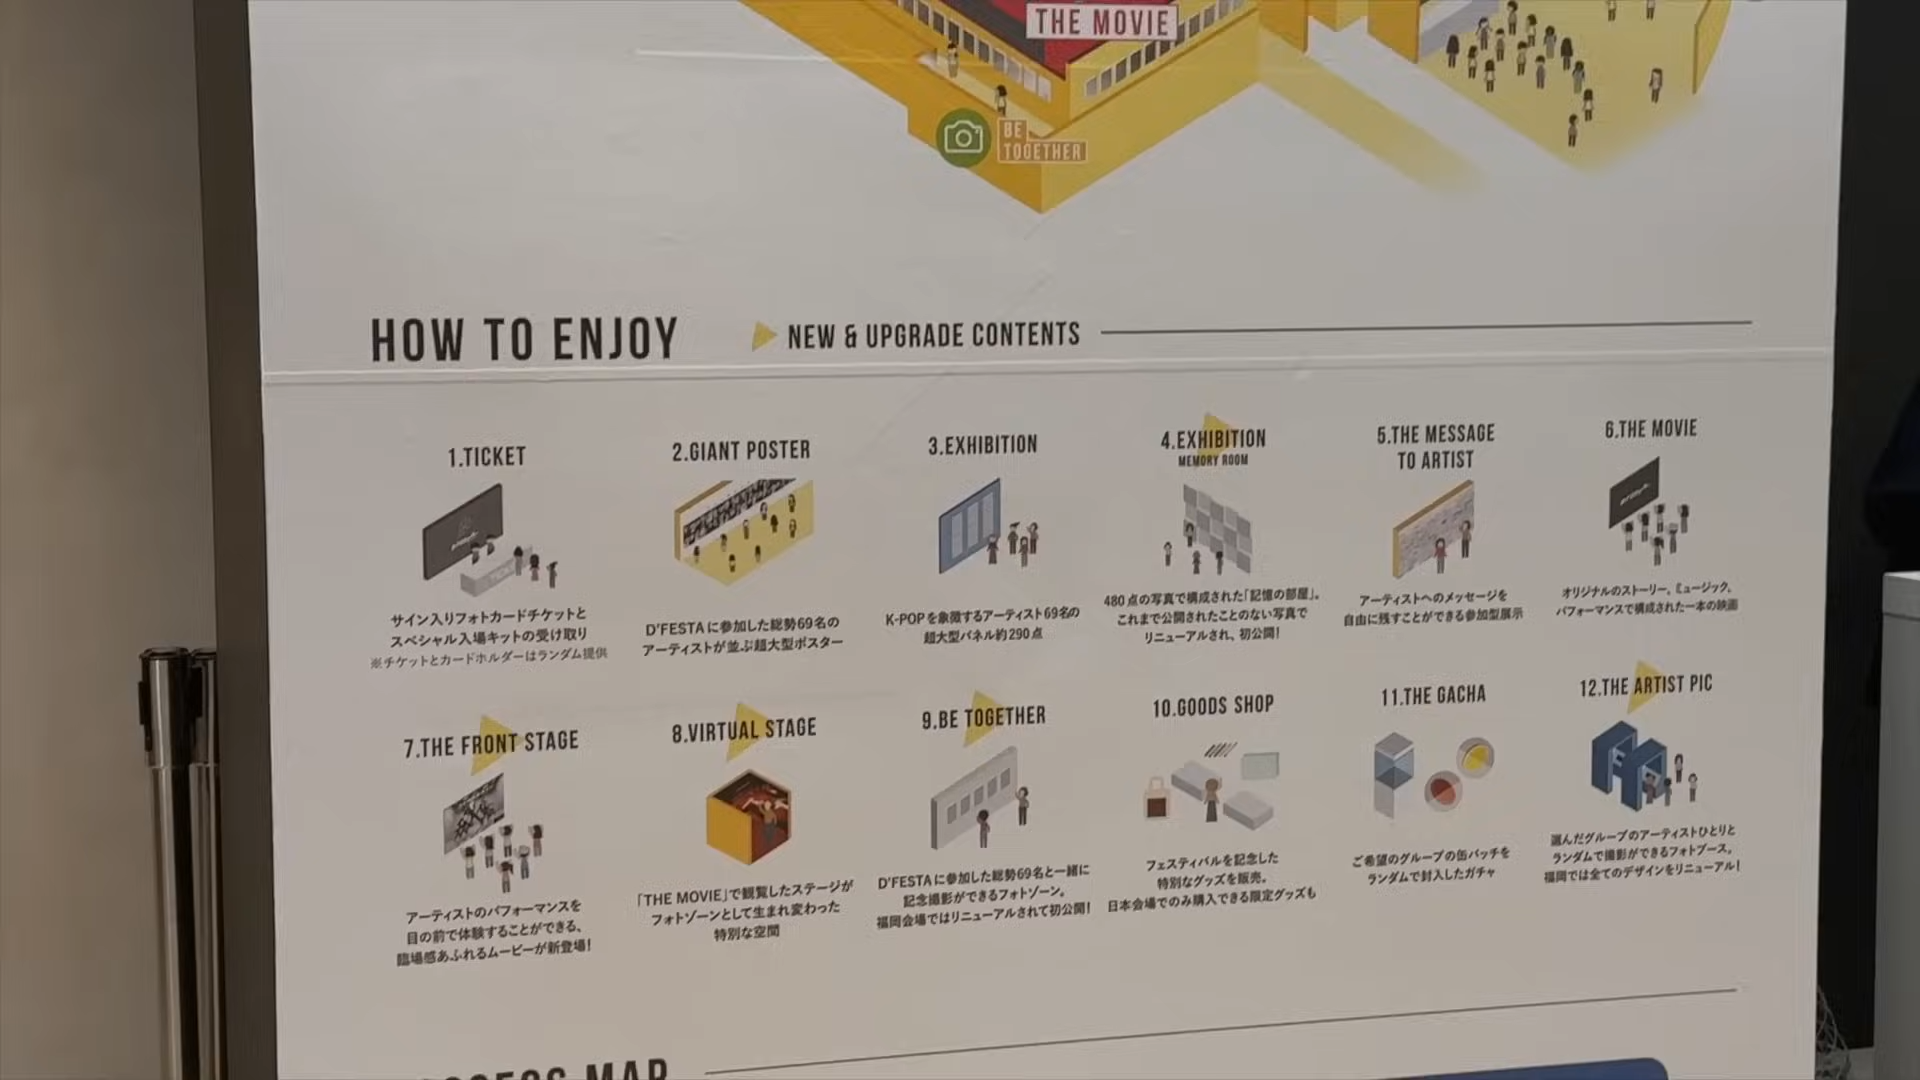 THE MOVIE
BE
TOGETHER
HOW TO ENJOY
NEW & UPGRADE CONTENTS
1.TICKET
サイン入りフォトカードチケットと
スペシャル入場キットの受け取り
※チケットとカードホルダーはランダム提供
2.GIANT POSTER
D'FESTAに参加した総勢69名の
アーティストが並ぶ超大型ポスター
3.EXHIBITION
K-POPを象徴するアーティスト69名の
超大型パネル約290点
4.EXHIBITION
MEMORY ROOM
480点の写真で構成された「記憶の部屋」。
これまで公開されたことのない写真で
リニューアルされ、初公開!
5.THE MESSAGE
TO ARTIST
アーティストへのメッセージを
自由に残すことができる参加型展示
6.THE MOVIE
オリジナルのストーリー、ミュージック、
パフォーマンスで構成された一本の映画
7.THE FRONT STAGE
アーティストのパフォーマンスを
目の前で体験することができる、
臨場感あふれるムービーが新登場!
8.VIRTUAL STAGE
「THE MOVIE」で観覧したステージが
フォトゾーンとして生まれ変わった
特別な空間
9.BE TOGETHER
D'FESTAに参加した総勢69名と一緒に
記念撮影ができるフォトゾーン。
福岡会場ではリニューアルされて初公開!
10.GOODS SHOP
フェスティバルを記念した
特別なグッズを販売。
日本会場でのみ購入できる限定グッズも
11.THE GACHA
ご希望のグループの缶バッチを
ランダムで封入したガチャ
12.THE ARTIST PIC
選んだグループのアーティストひとりと
ランダムで撮影ができるフォトブース。
福岡では全てのデザインをリニューアル!
MAP